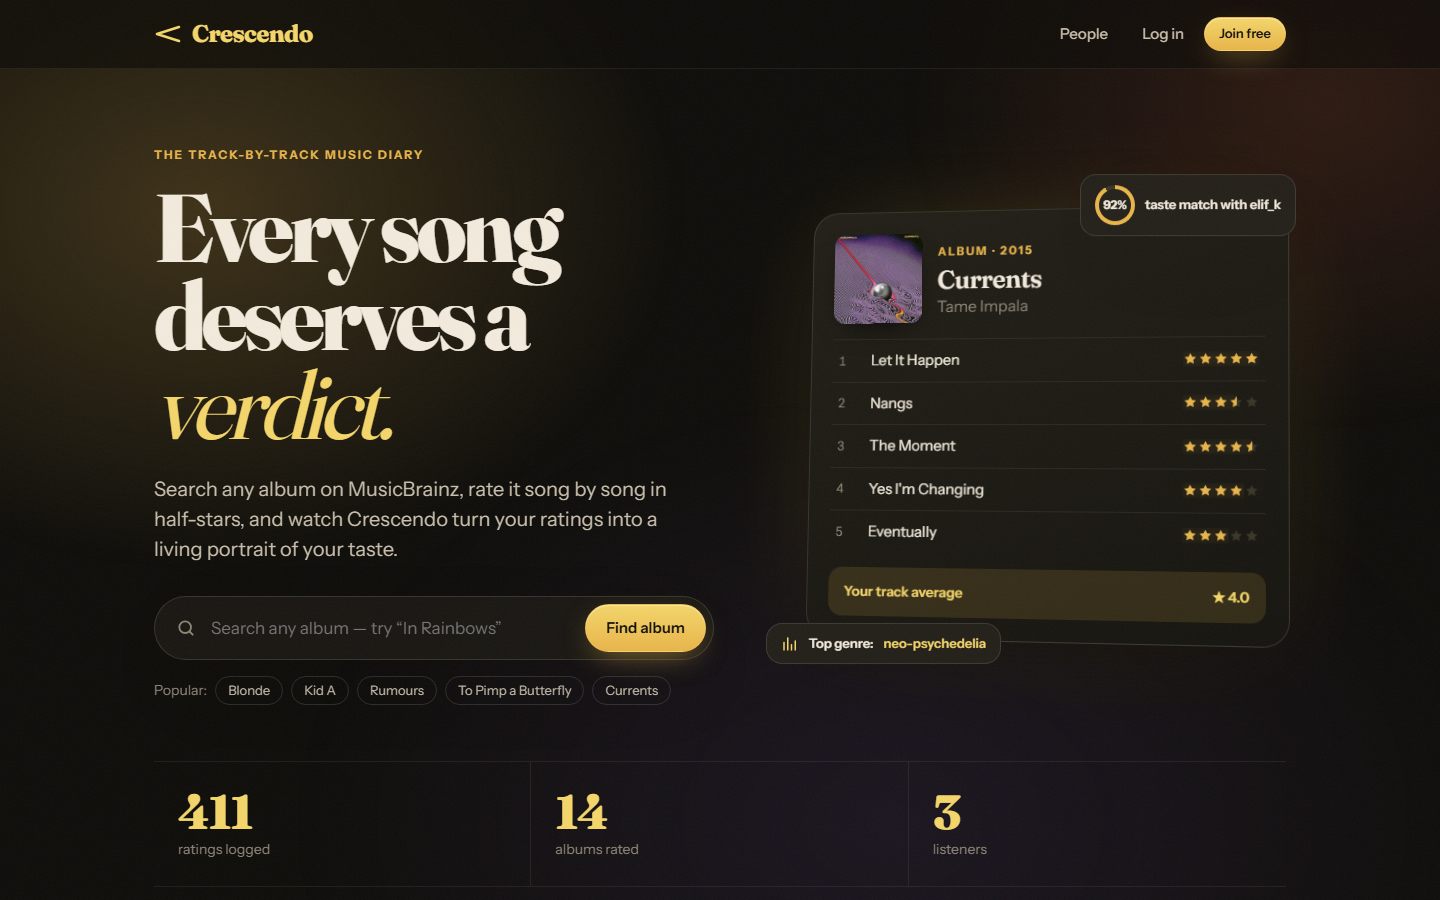 Crescendo
People
Log in
Join free
THE TRACK-BY-TRACK MUSIC DIARY
Every song
deserves a
verdict.
Search any album on MusicBrainz, rate it song by song in
half-stars, and watch Crescendo turn your ratings into a
living portrait of your taste.
Search any album — try “In Rainbows”
Find album
Popular:
Blonde
Kid A
Rumours
To Pimp a Butterfly
Currents
92%
taste match with elif_k
ALBUM · 2015
Currents
Tame Impala
1 Let It Happen
2 Nangs
3 The Moment
4 Yes I'm Changing
5 Eventually
Your track average
★ 4.0
Top genre: neo-psychedelia
411
ratings logged
14
albums rated
3
listeners